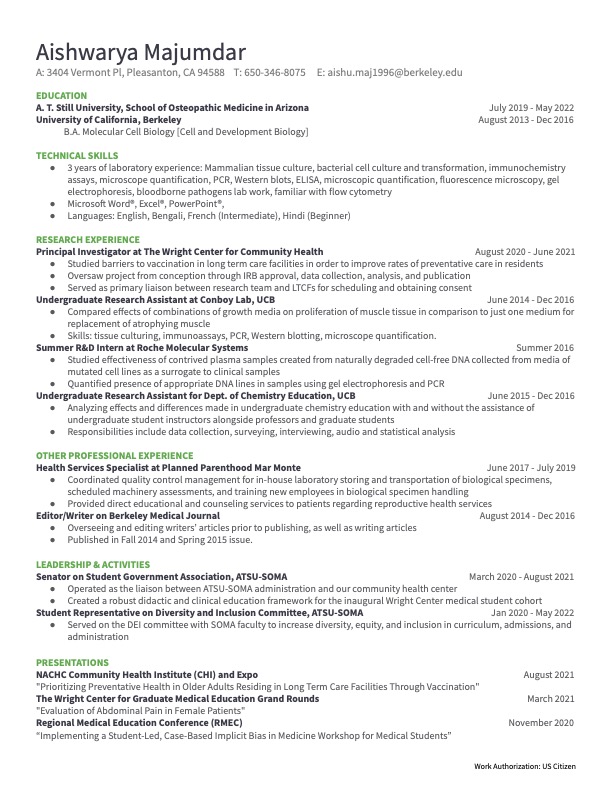 Aishwarya Majumdar
A: 3404 Vermont Pl, Pleasanton, CA 94588 T: 650-346-8075 E: aishu.maj1996@berkeley.edu
EDUCATION
A. T. Still University, School of Osteopathic Medicine in Arizona July 2019 - May 2022
University of California, Berkeley August 2013 - Dec 2016
B.A. Molecular Cell Biology [Cell and Development Biology]
TECHNICAL SKILLS
● 3 years of laboratory experience: Mammalian tissue culture, bacterial cell culture and transformation, immunochemistry
assays, microscope quantification, PCR, Western blots, ELISA, microscopic quantification, fluorescence microscopy, gel
electrophoresis, bloodborne pathogens lab work, familiar with flow cytometry
● Microsoft Word®, Excel®, PowerPoint®,
● Languages: English, Bengali, French (Intermediate), Hindi (Beginner)
RESEARCH EXPERIENCE
Principal Investigator at The Wright Center for Community Health August 2020 - June 2021
● Studied barriers to vaccination in long term care facilities in order to improve rates of preventative care in residents
● Oversaw project from conception through IRB approval, data collection, analysis, and publication
● Served as primary liaison between research team and LTCFs for scheduling and obtaining consent
Undergraduate Research Assistant at Conboy Lab, UCB June 2014 - Dec 2016
● Compared effects of combinations of growth media on proliferation of muscle tissue in comparison to just one medium for
replacement of atrophying muscle
● Skills: tissue culturing, immunoassays, PCR, Western blotting, microscope quantification.
Summer R&D Intern at Roche Molecular Systems Summer 2016
● Studied effectiveness of contrived plasma samples created from naturally degraded cell-free DNA collected from media of
mutated cell lines as a surrogate to clinical samples
● Quantified presence of appropriate DNA lines in samples using gel electrophoresis and PCR
Undergraduate Research Assistant for Dept. of Chemistry Education, UCB June 2015 - Dec 2016
● Analyzing effects and differences made in undergraduate chemistry education with and without the assistance of
undergraduate student instructors alongside professors and graduate students
● Responsibilities include data collection, surveying, interviewing, audio and statistical analysis
OTHER PROFESSIONAL EXPERIENCE
Health Services Specialist at Planned Parenthood Mar Monte June 2017 - July 2019
● Coordinated quality control management for in-house laboratory storing and transportation of biological specimens,
scheduled machinery assessments, and training new employees in biological specimen handling
● Provided direct educational and counseling services to patients regarding reproductive health services
Editor/Writer on Berkeley Medical Journal August 2014 - Dec 2016
● Overseeing and editing writers' articles prior to publishing, as well as writing articles
● Published in Fall 2014 and Spring 2015 issue.
LEADERSHIP & ACTIVITIES
Senator on Student Government Association, ATSU-SOMA March 2020 - August 2021
● Operated as the liaison between ATSU-SOMA administration and our community health center
● Created a robust didactic and clinical education framework for the inaugural Wright Center medical student cohort
Student Representative on Diversity and Inclusion Committee, ATSU-SOMA Jan 2020 - May 2022
● Served on the DEI committee with SOMA faculty to increase diversity, equity, and inclusion in curriculum, admissions, and
administration
PRESENTATIONS
NACHC Community Health Institute (CHI) and Expo August 2021
"Prioritizing Preventative Health in Older Adults Residing in Long Term Care Facilities Through Vaccination"
The Wright Center for Graduate Medical Education Grand Rounds March 2021
"Evaluation of Abdominal Pain in Female Patients"
Regional Medical Education Conference (RMEC) November 2020
"Implementing a Student-Led, Case-Based Implicit Bias in Medicine Workshop for Medical Students"
Work Authorization: US Citizen